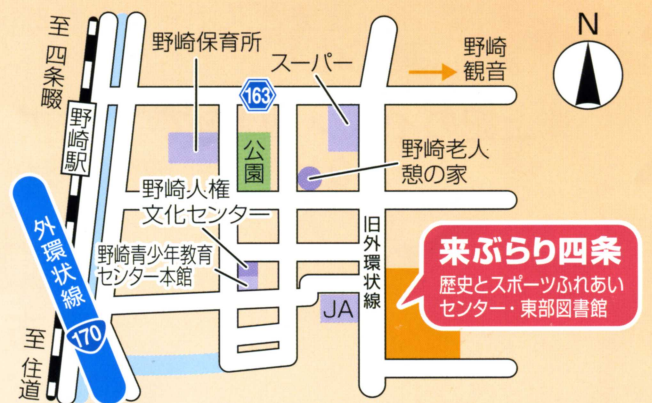 至 四条畷
野崎保育所
スーパー
野崎
観音
N
163
野崎駅
公園
野崎老人
憩の家
野崎人権
文化センター
外環状線
170
野崎青少年教育
センター本館
旧外環状線
来ぶらり四条
歴史とスポーツふれあい
センター・東部図書館
JA
至 住道